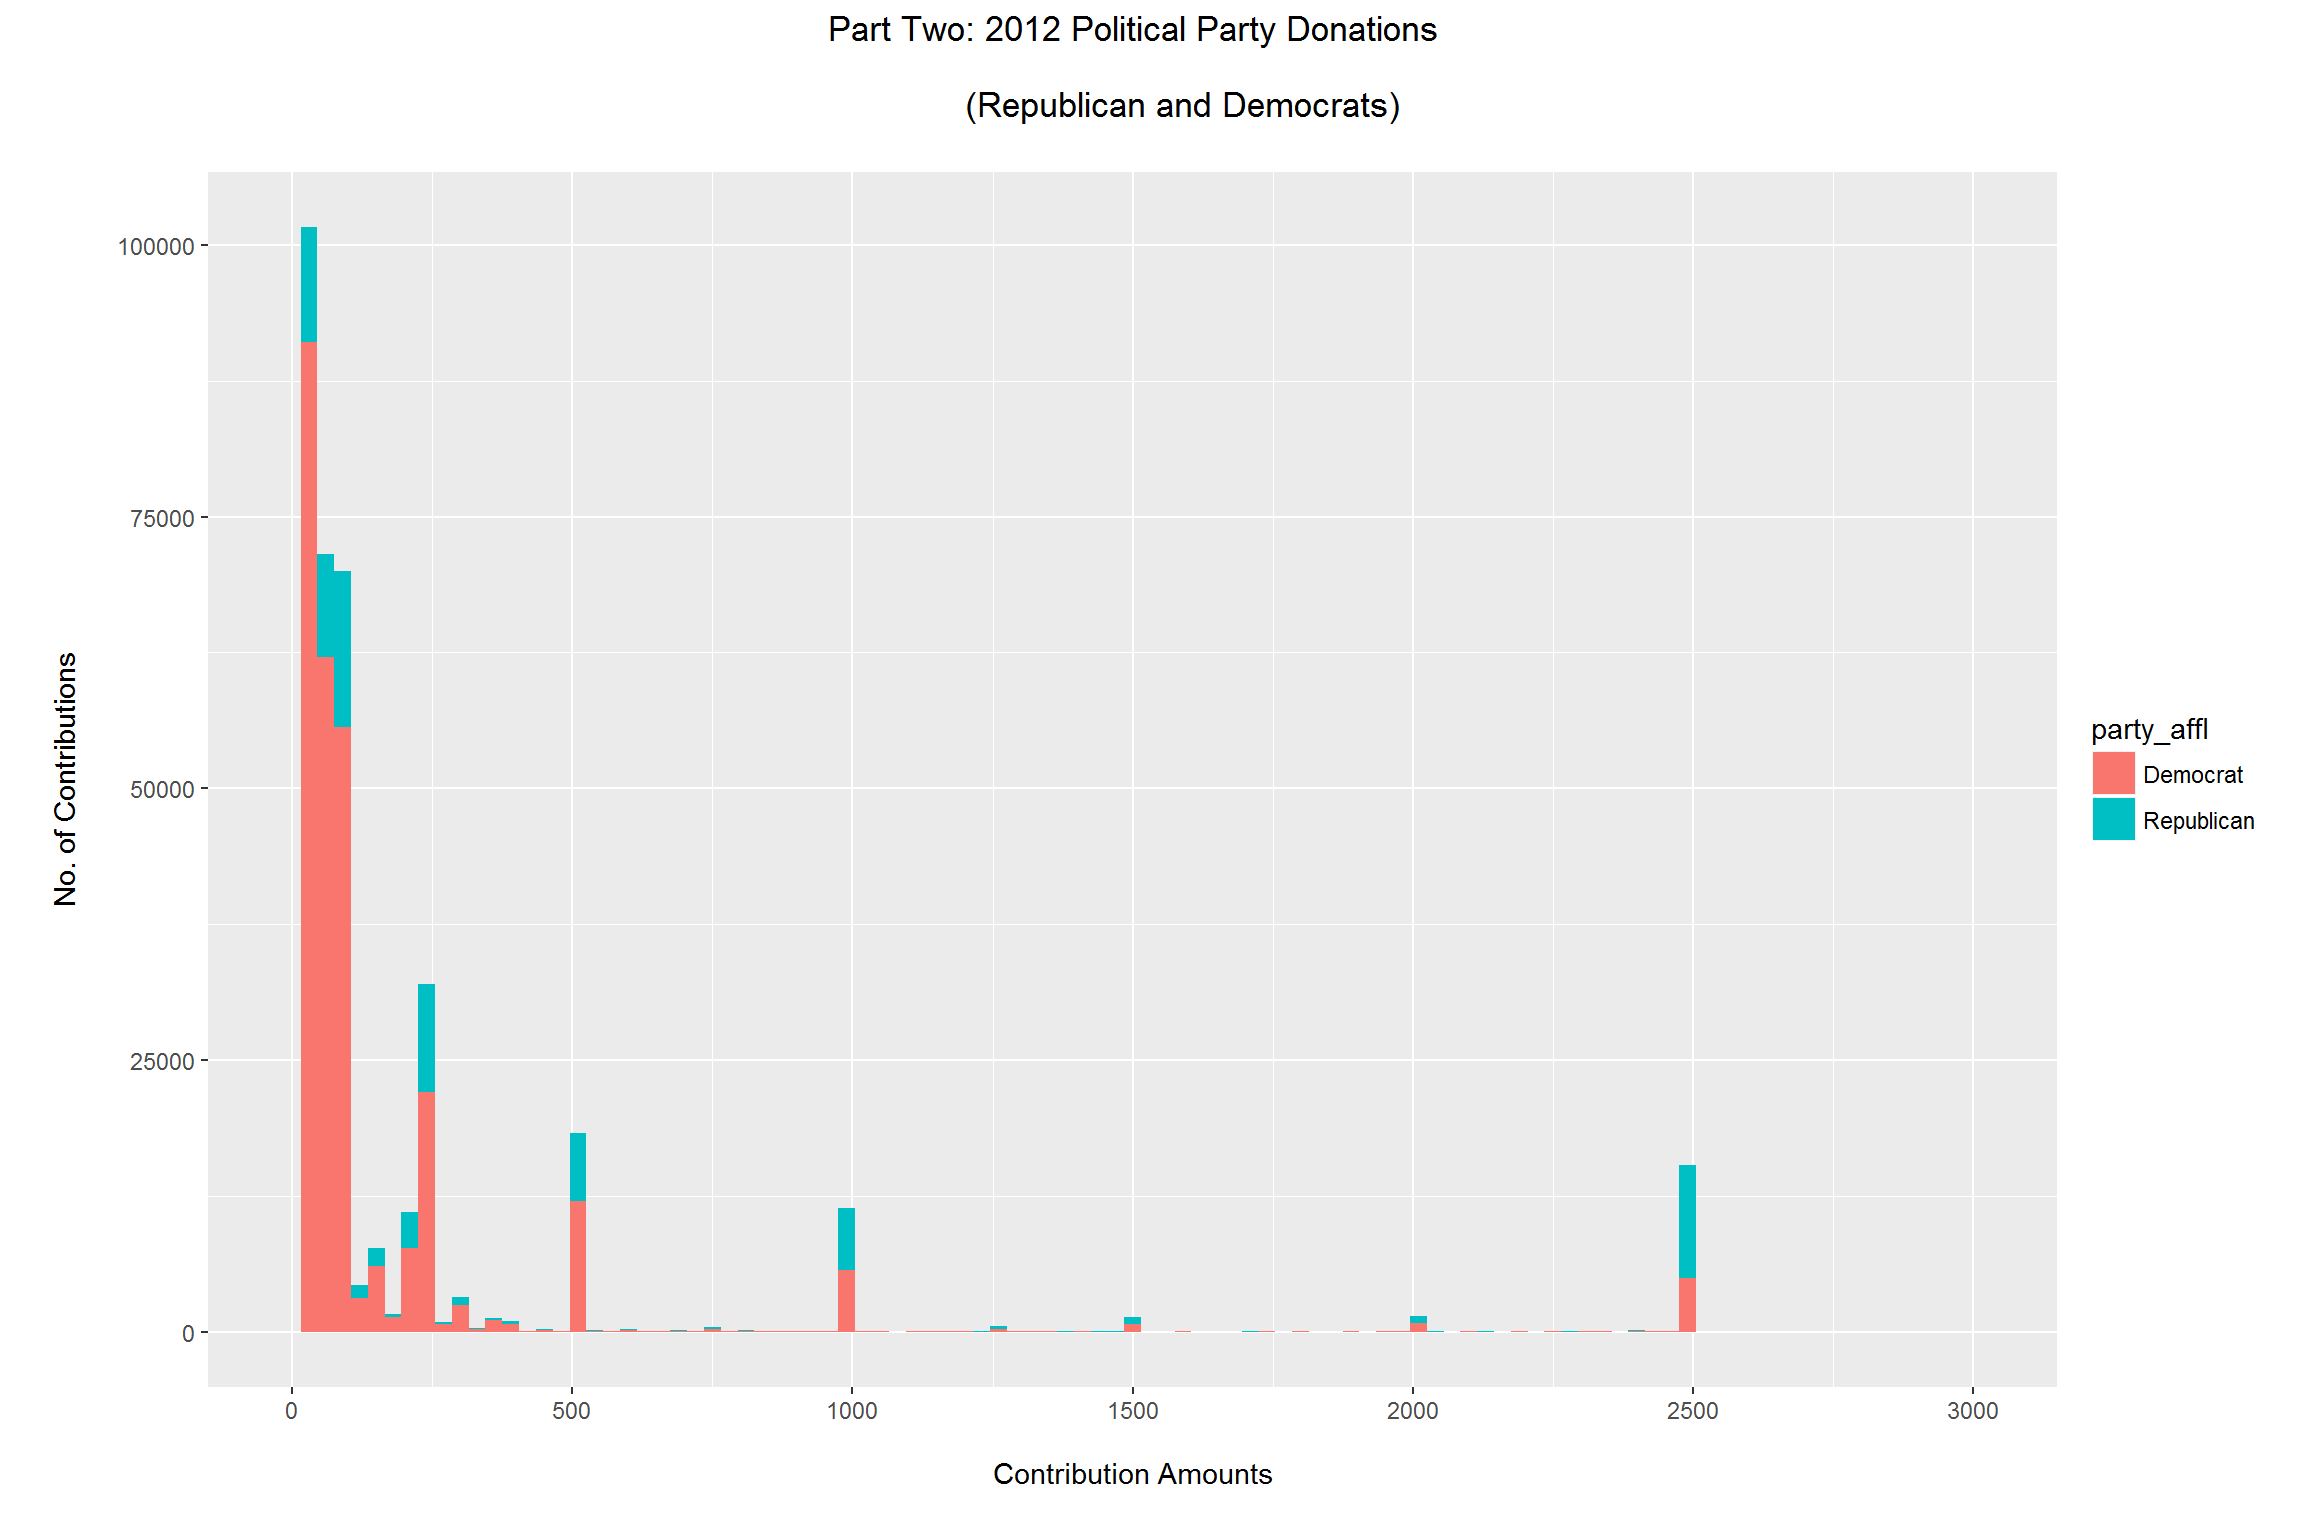 Part Two: 2012 Political Party Donations
(Republican and Democrats)
100000
75000
50000
25000
0
No. of Contributions
0 500 1000 1500 2000 2500 3000
Contribution Amounts
party_affl
Democrat
Republican